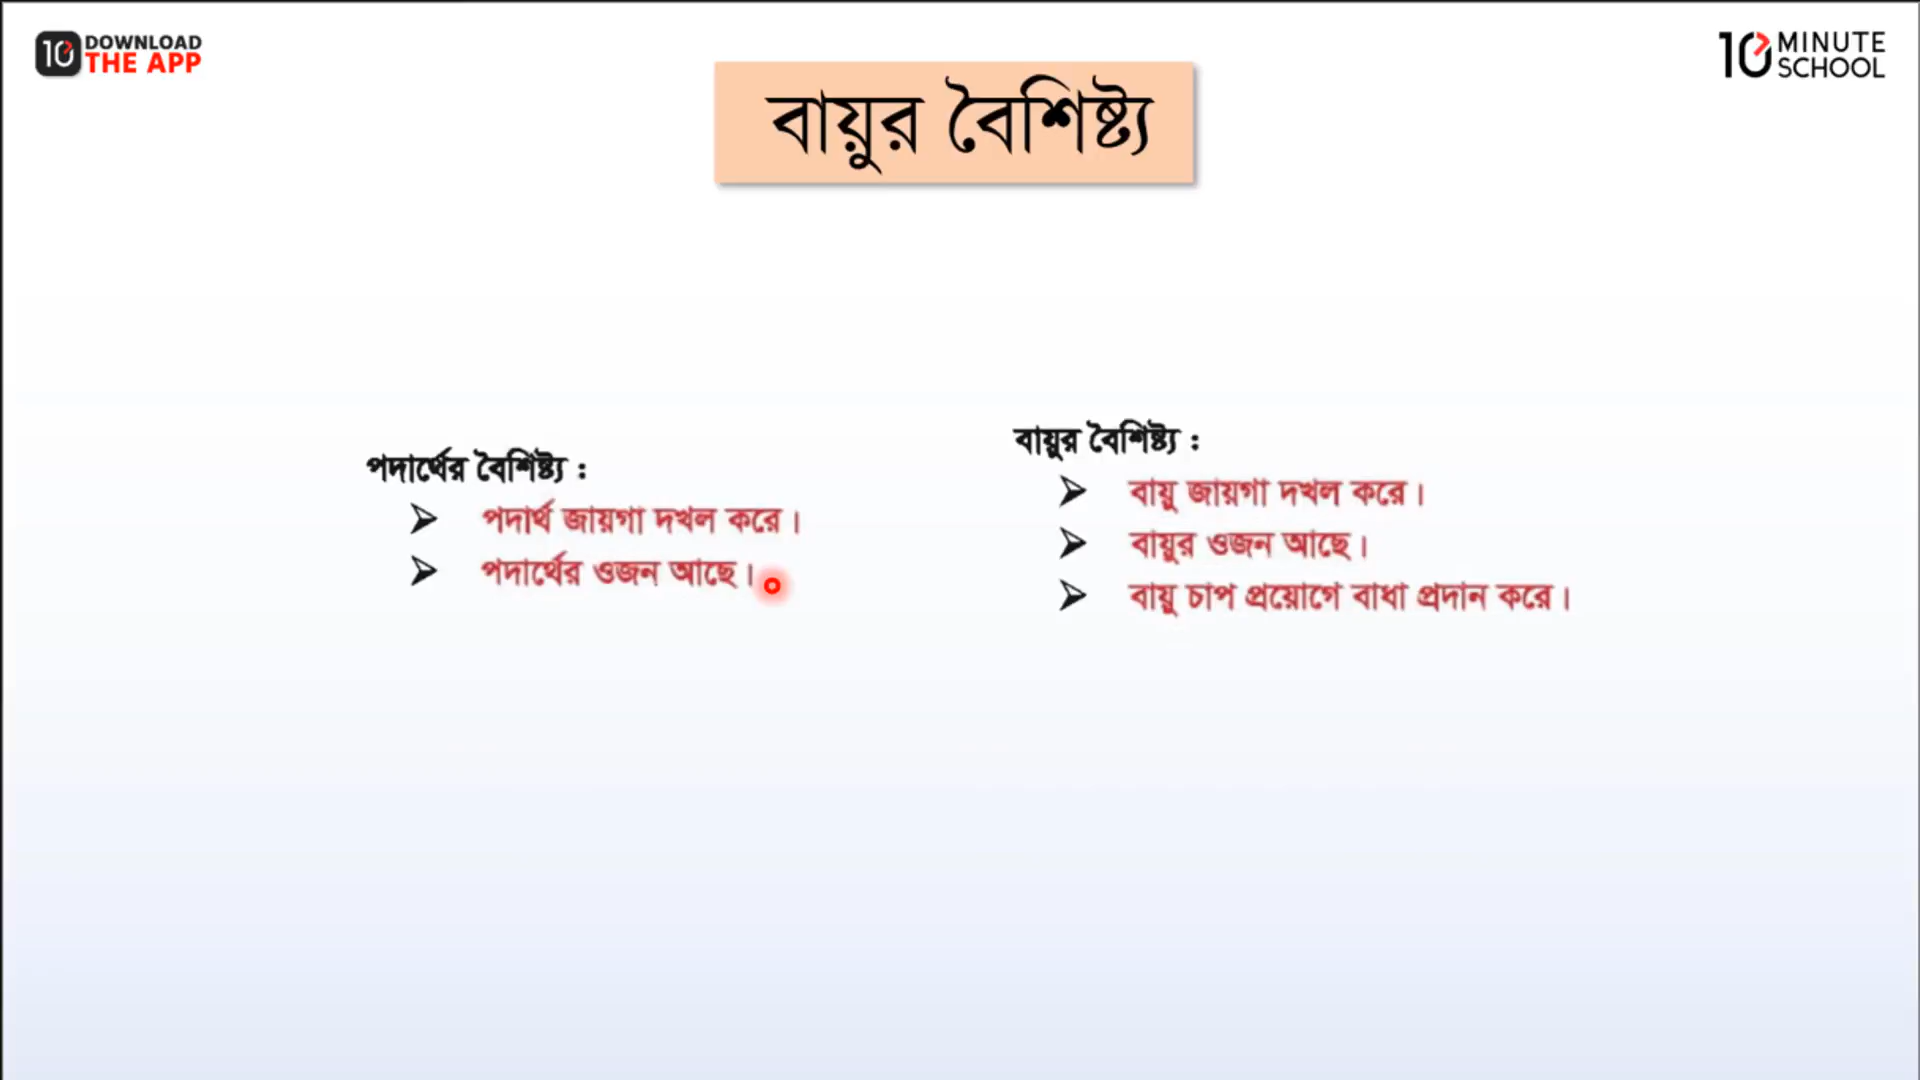 DOWNLOAD
THE APP
10 MINUTE
SCHOOL
বায়ুর বৈশিষ্ট্য
পদার্থের বৈশিষ্ট্য :
➢ পদার্থ জায়গা দখল করে।
➢ পদার্থের ওজন আছে।
বায়ুর বৈশিষ্ট্য :
➢ বায়ু জায়গা দখল করে।
➢ বায়ুর ওজন আছে।
➢ বায়ু চাপ প্রয়োগে বাধা প্রদান করে।